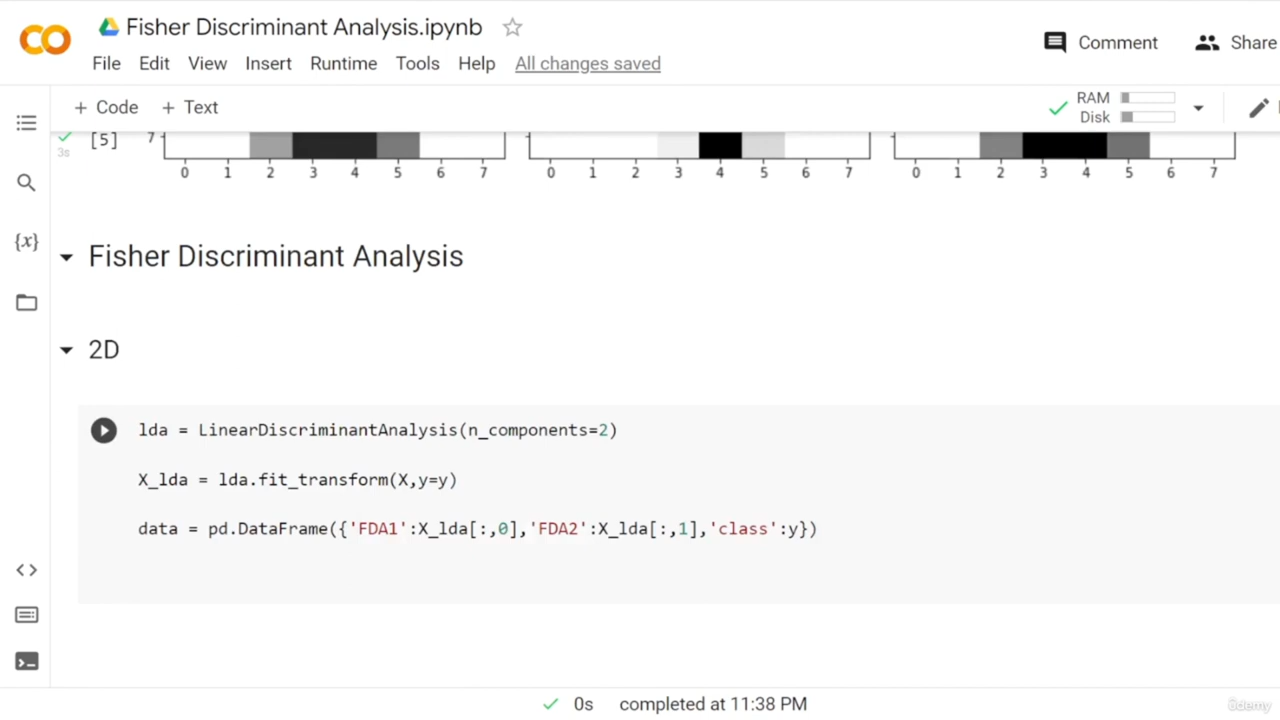 Fisher Discriminant Analysis.ipynb
File Edit View Insert Runtime Tools Help All changes saved
Comment
Share
+ Code + Text
RAM
Disk
[5]
3s
7
0 1 2 3 4 5 6 7
0 1 2 3 4 5 6 7
0 1 2 3 4 5 6 7
{x}
Fisher Discriminant Analysis
2D
lda = LinearDiscriminantAnalysis(n_components=2)
X_lda = lda.fit_transform(X,y=y)
data = pd.DataFrame({'FDA1':X_lda[:,0],'FDA2':X_lda[:,1],'class':y})
0s completed at 11:38 PM
ûdemy